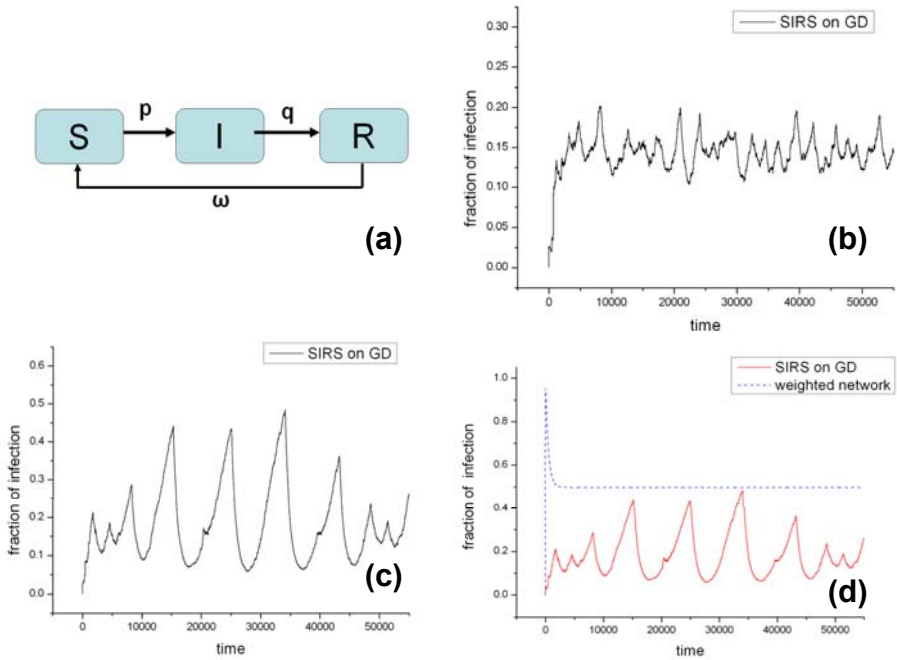 p
q
S
I
R
ω
(a)
SIRS on GD
0.30
0.25
0.20
0.15
0.10
0.05
0.00
fraction of infection
0
10000
20000
30000
40000
50000
time
(b)
SIRS on GD
0.6
0.5
0.4
0.3
0.2
0.1
0.0
fraction of infection
0
10000
20000
30000
40000
50000
time
(c)
SIRS on GD
weighted network
1.0
0.8
0.6
0.4
0.2
0.0
fraction of infection
0
10000
20000
30000
40000
50000
time
(d)